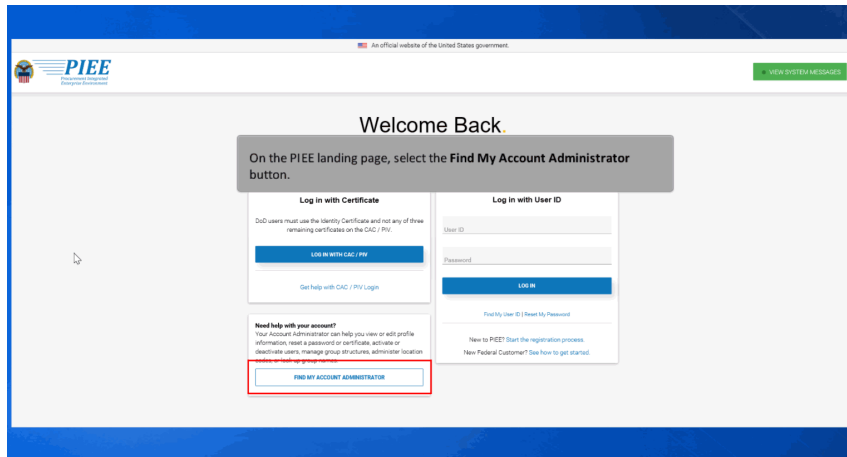 An official website of the United States government.
PIEE
Procurement Integrated
Enterprise Environment
VIEW SYSTEM MESSAGES
Welcome Back.
On the PIEE landing page, select the Find My Account Administrator
button.
Log in with Certificate
DoD users must use the Identity Certificate and not any of three
remaining certificates on the CAC / PIV.
LOG IN WITH CAC / PIV
Get help with CAC / PIV Login
Log in with User ID
User ID
Password
LOG IN
Find My User ID | Reset My Password
New to PIEE? Start the registration process.
New Federal Customer? See how to get started.
Need help with your account?
Your Account Administrator can help you view or edit profile
information, reset a password or certificate, activate or
deactivate users, manage group structures, administer location
codes, or look up group names.
FIND MY ACCOUNT ADMINISTRATOR